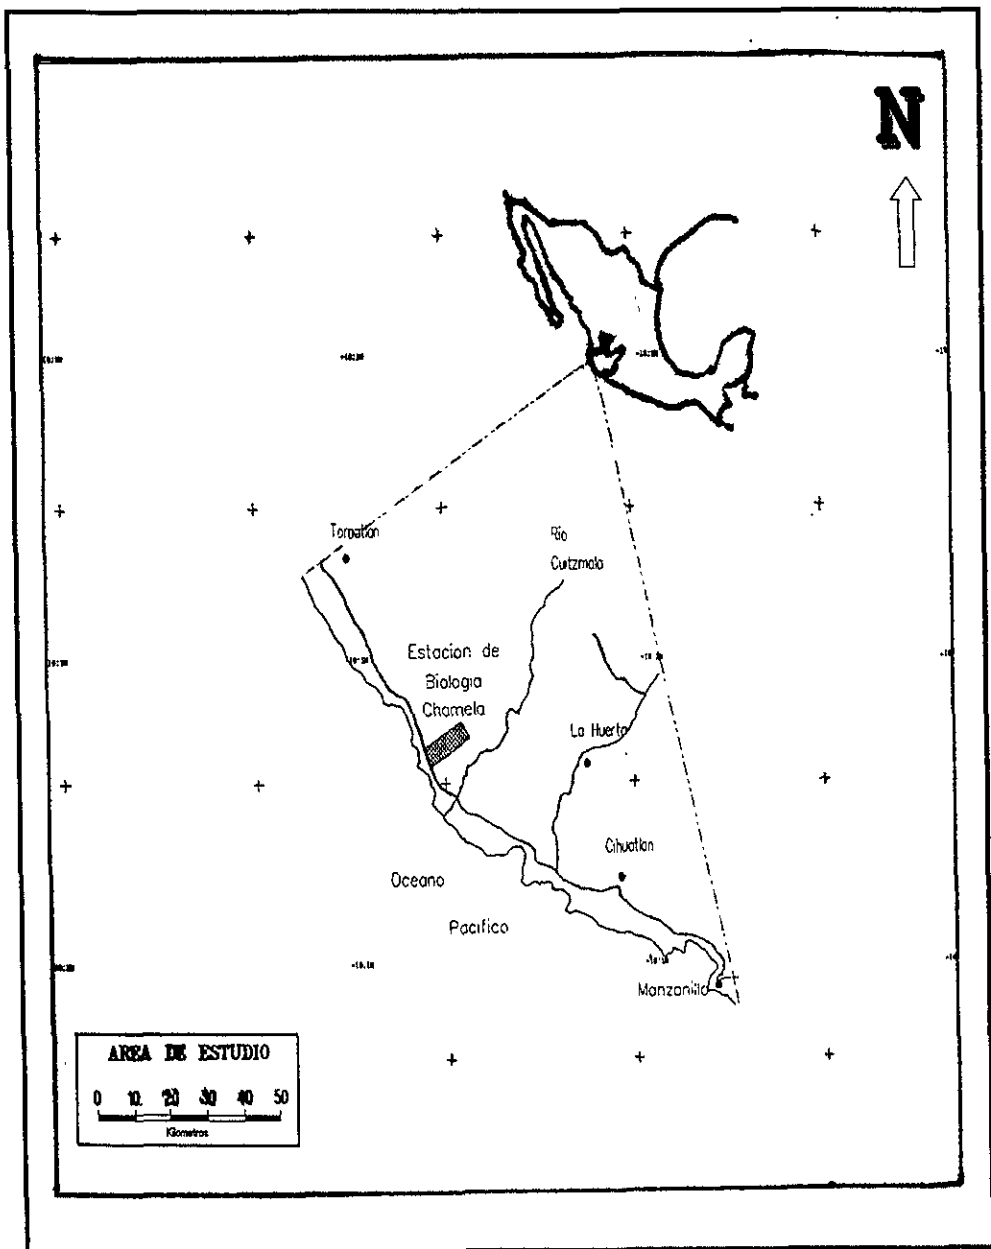 N
Rio
Cuitzmala
Estacion de
Biologia
Chamela
La Huerta
Cihuatlan
Oceano
Pacifico
Manzanillo
AREA DE ESTUDIO
0 10 20 30 40 50
Kilometros